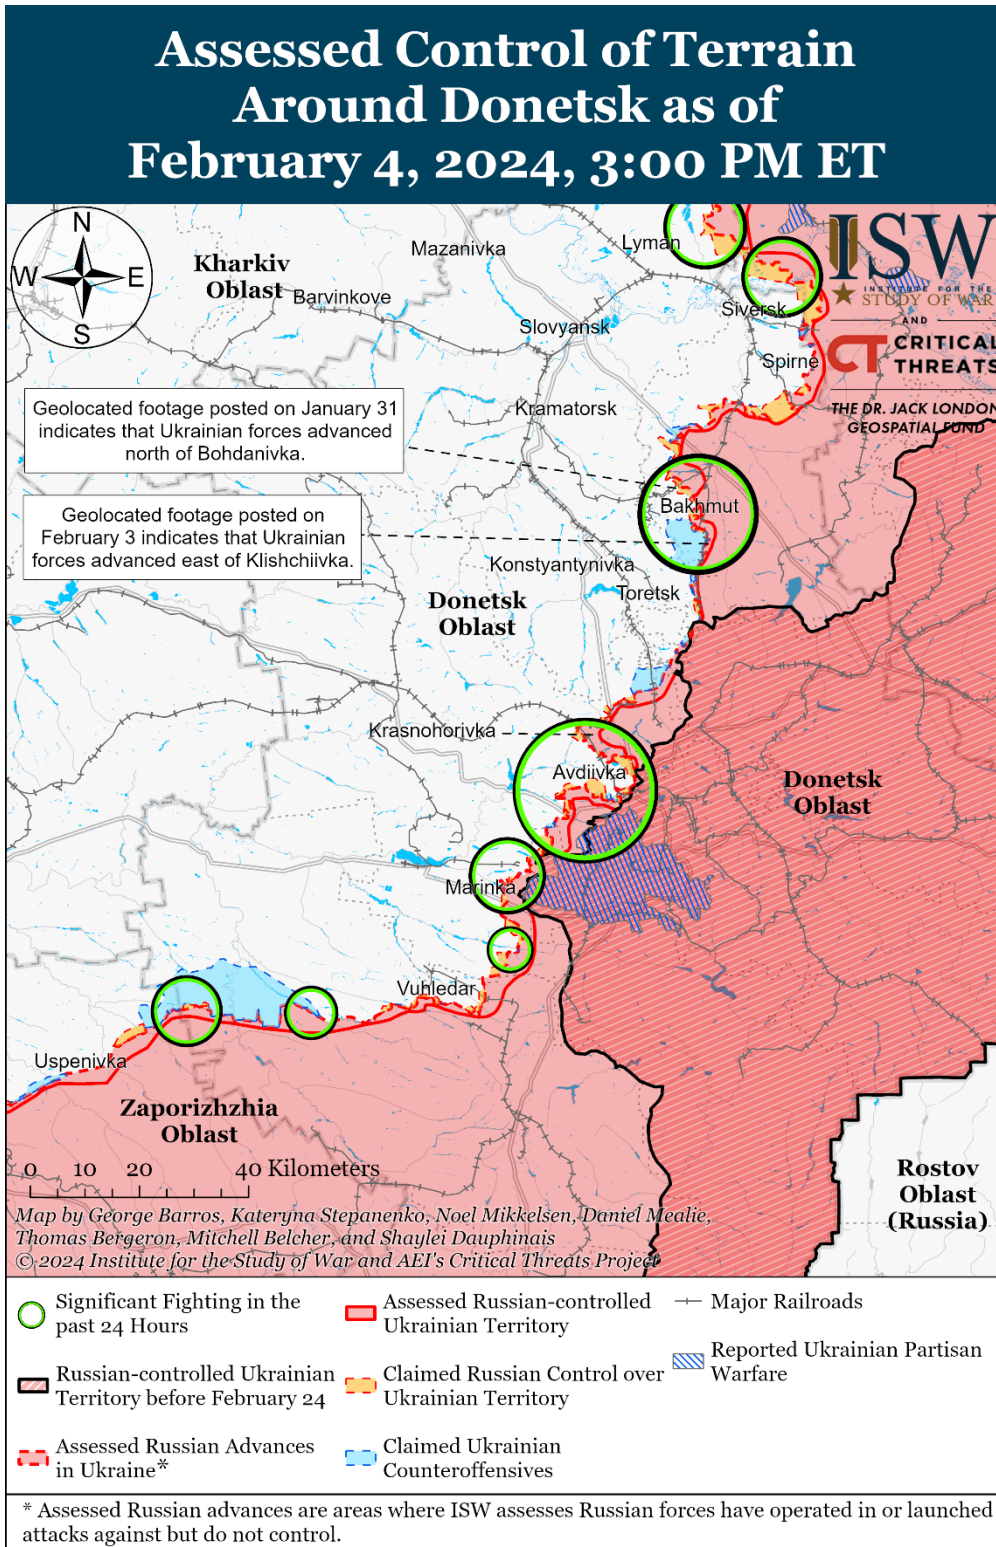 Assessed Control of Terrain
Around Donetsk as of
February 4, 2024, 3:00 PM ET
N
W
E
S
Kharkiv
Oblast
Mazanivka
Barvinkove
Lyman
Slovyansk
Siversk
Spirne
ISW
INSTITUTE FOR THE
STUDY OF WAR
AND
CT CRITICAL
THREATS
THE DR. JACK LONDON
GEOSPATIAL FUND
Geolocated footage posted on January 31
indicates that Ukrainian forces advanced
north of Bohdanivka.
Kramatorsk
Geolocated footage posted on
February 3 indicates that Ukrainian
forces advanced east of Klishchiivka.
Bakhmut
Konstyantynivka
Toretsk
Donetsk
Oblast
Krasnohorivka
Avdiivka
Donetsk
Oblast
Marinka
Vuhledar
Uspenivka
Zaporizhzhia
Oblast
Rostov
Oblast
(Russia)
0 10 20 40 Kilometers
Map by George Barros, Kateryna Stepanenko, Noel Mikkelsen, Daniel Mealie,
Thomas Bergeron, Mitchell Belcher, and Shaylei Dauphinais
© 2024 Institute for the Study of War and AEI's Critical Threats Project
Significant Fighting in the
past 24 Hours
Russian-controlled Ukrainian
Territory before February 24
Assessed Russian Advances
in Ukraine*
Assessed Russian-controlled
Ukrainian Territory
Claimed Russian Control over
Ukrainian Territory
Claimed Ukrainian
Counteroffensives
Major Railroads
Reported Ukrainian Partisan
Warfare
* Assessed Russian advances are areas where ISW assesses Russian forces have operated in or launched
attacks against but do not control.